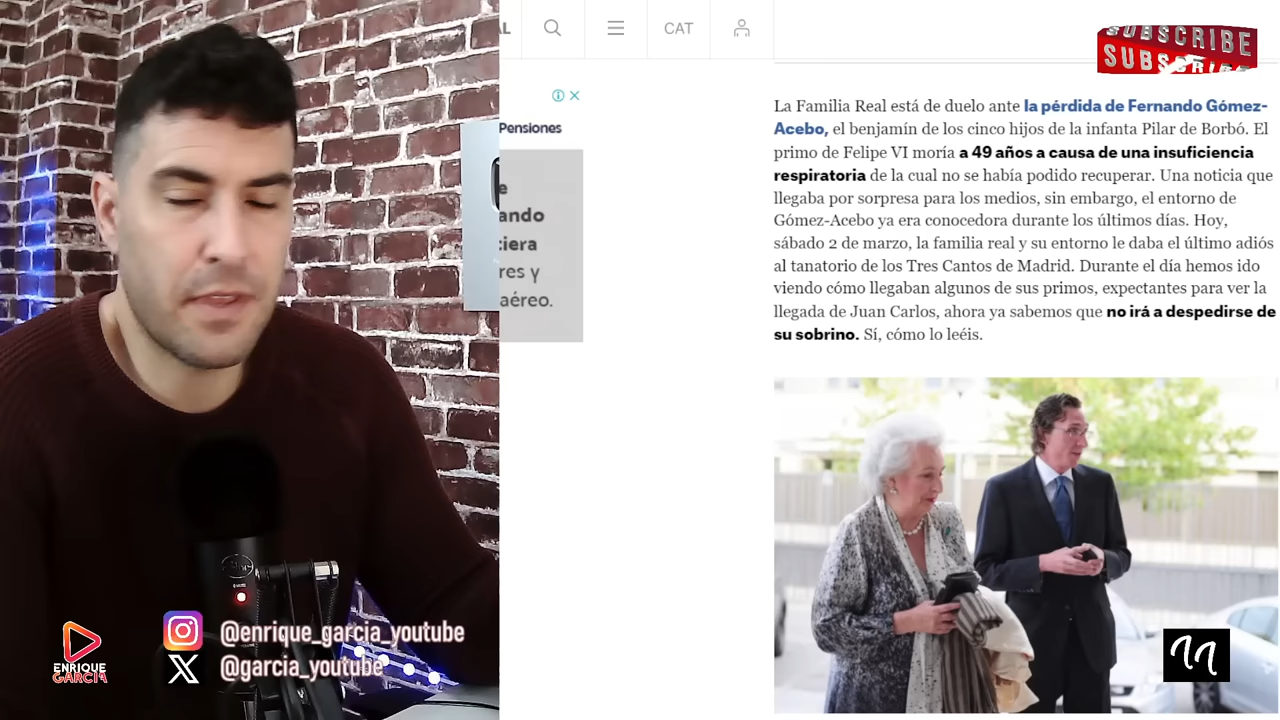 AL
CAT
SUBSCRIBE
SUBSCRIBE
Pensiones
e
ando
ciera
res y
aéreo.
La Familia Real está de duelo ante la pérdida de Fernando Gómez-
Acebo, el benjamín de los cinco hijos de la infanta Pilar de Borbó. El
primo de Felipe VI moría a 49 años a causa de una insuficiencia
respiratoria de la cual no se había podido recuperar. Una noticia que
llegaba por sorpresa para los medios, sin embargo, el entorno de
Gómez-Acebo ya era conocedora durante los últimos días. Hoy,
sábado 2 de marzo, la familia real y su entorno le daba el último adiós
al tanatorio de los Tres Cantos de Madrid. Durante el día hemos ido
viendo cómo llegaban algunos de sus primos, expectantes para ver la
llegada de Juan Carlos, ahora ya sabemos que no irá a despedirse de
su sobrino. Sí, cómo lo leéis.
ENRIQUE
GARCIA
@enrique_garcia_youtube
@garcia_youtube